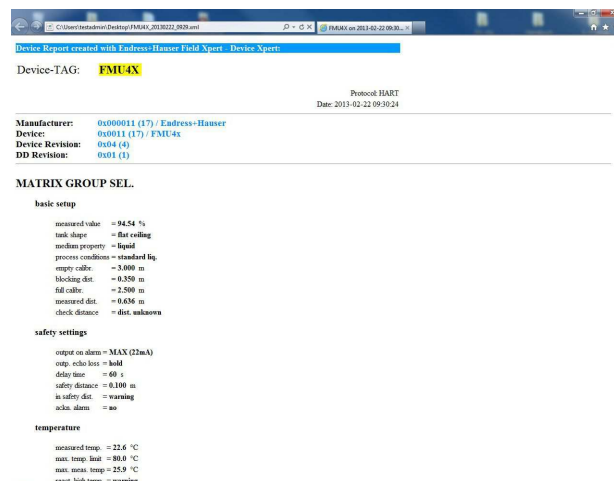 C:\Users\testadmin\Desktop\FMU4X_20130222_0929.xml
FMU4X on 2013-02-22 09:30...
Device Report created with Endress+Hauser Field Xpert - Device Xpert:
Device-TAG: FMU4X
Protocol: HART
Date: 2013-02-22 09:30:24
Manufacturer: 0x000011 (17) / Endress+Hauser
Device: 0x0011 (17) / FMU4x
Device Revision: 0x04 (4)
DD Revision: 0x01 (1)
MATRIX GROUP SEL.
basic setup
measured value = 94.54 %
tank shape = flat ceiling
medium property = liquid
process conditions = standard liq.
empty calibr. = 3.000 m
blocking dist. = 0.350 m
full calibr. = 2.500 m
measured dist. = 0.636 m
check distance = dist. unknown
safety settings
output on alarm = MAX (22mA)
outp. echo loss = hold
delay time = 60 s
safety distance = 0.100 m
in safety dist. = warning
ackn. alarm = no
temperature
measured temp. = 22.6 °C
max. temp. limit = 80.0 °C
max. meas. temp = 25.9 °C
react. high temp. = warning